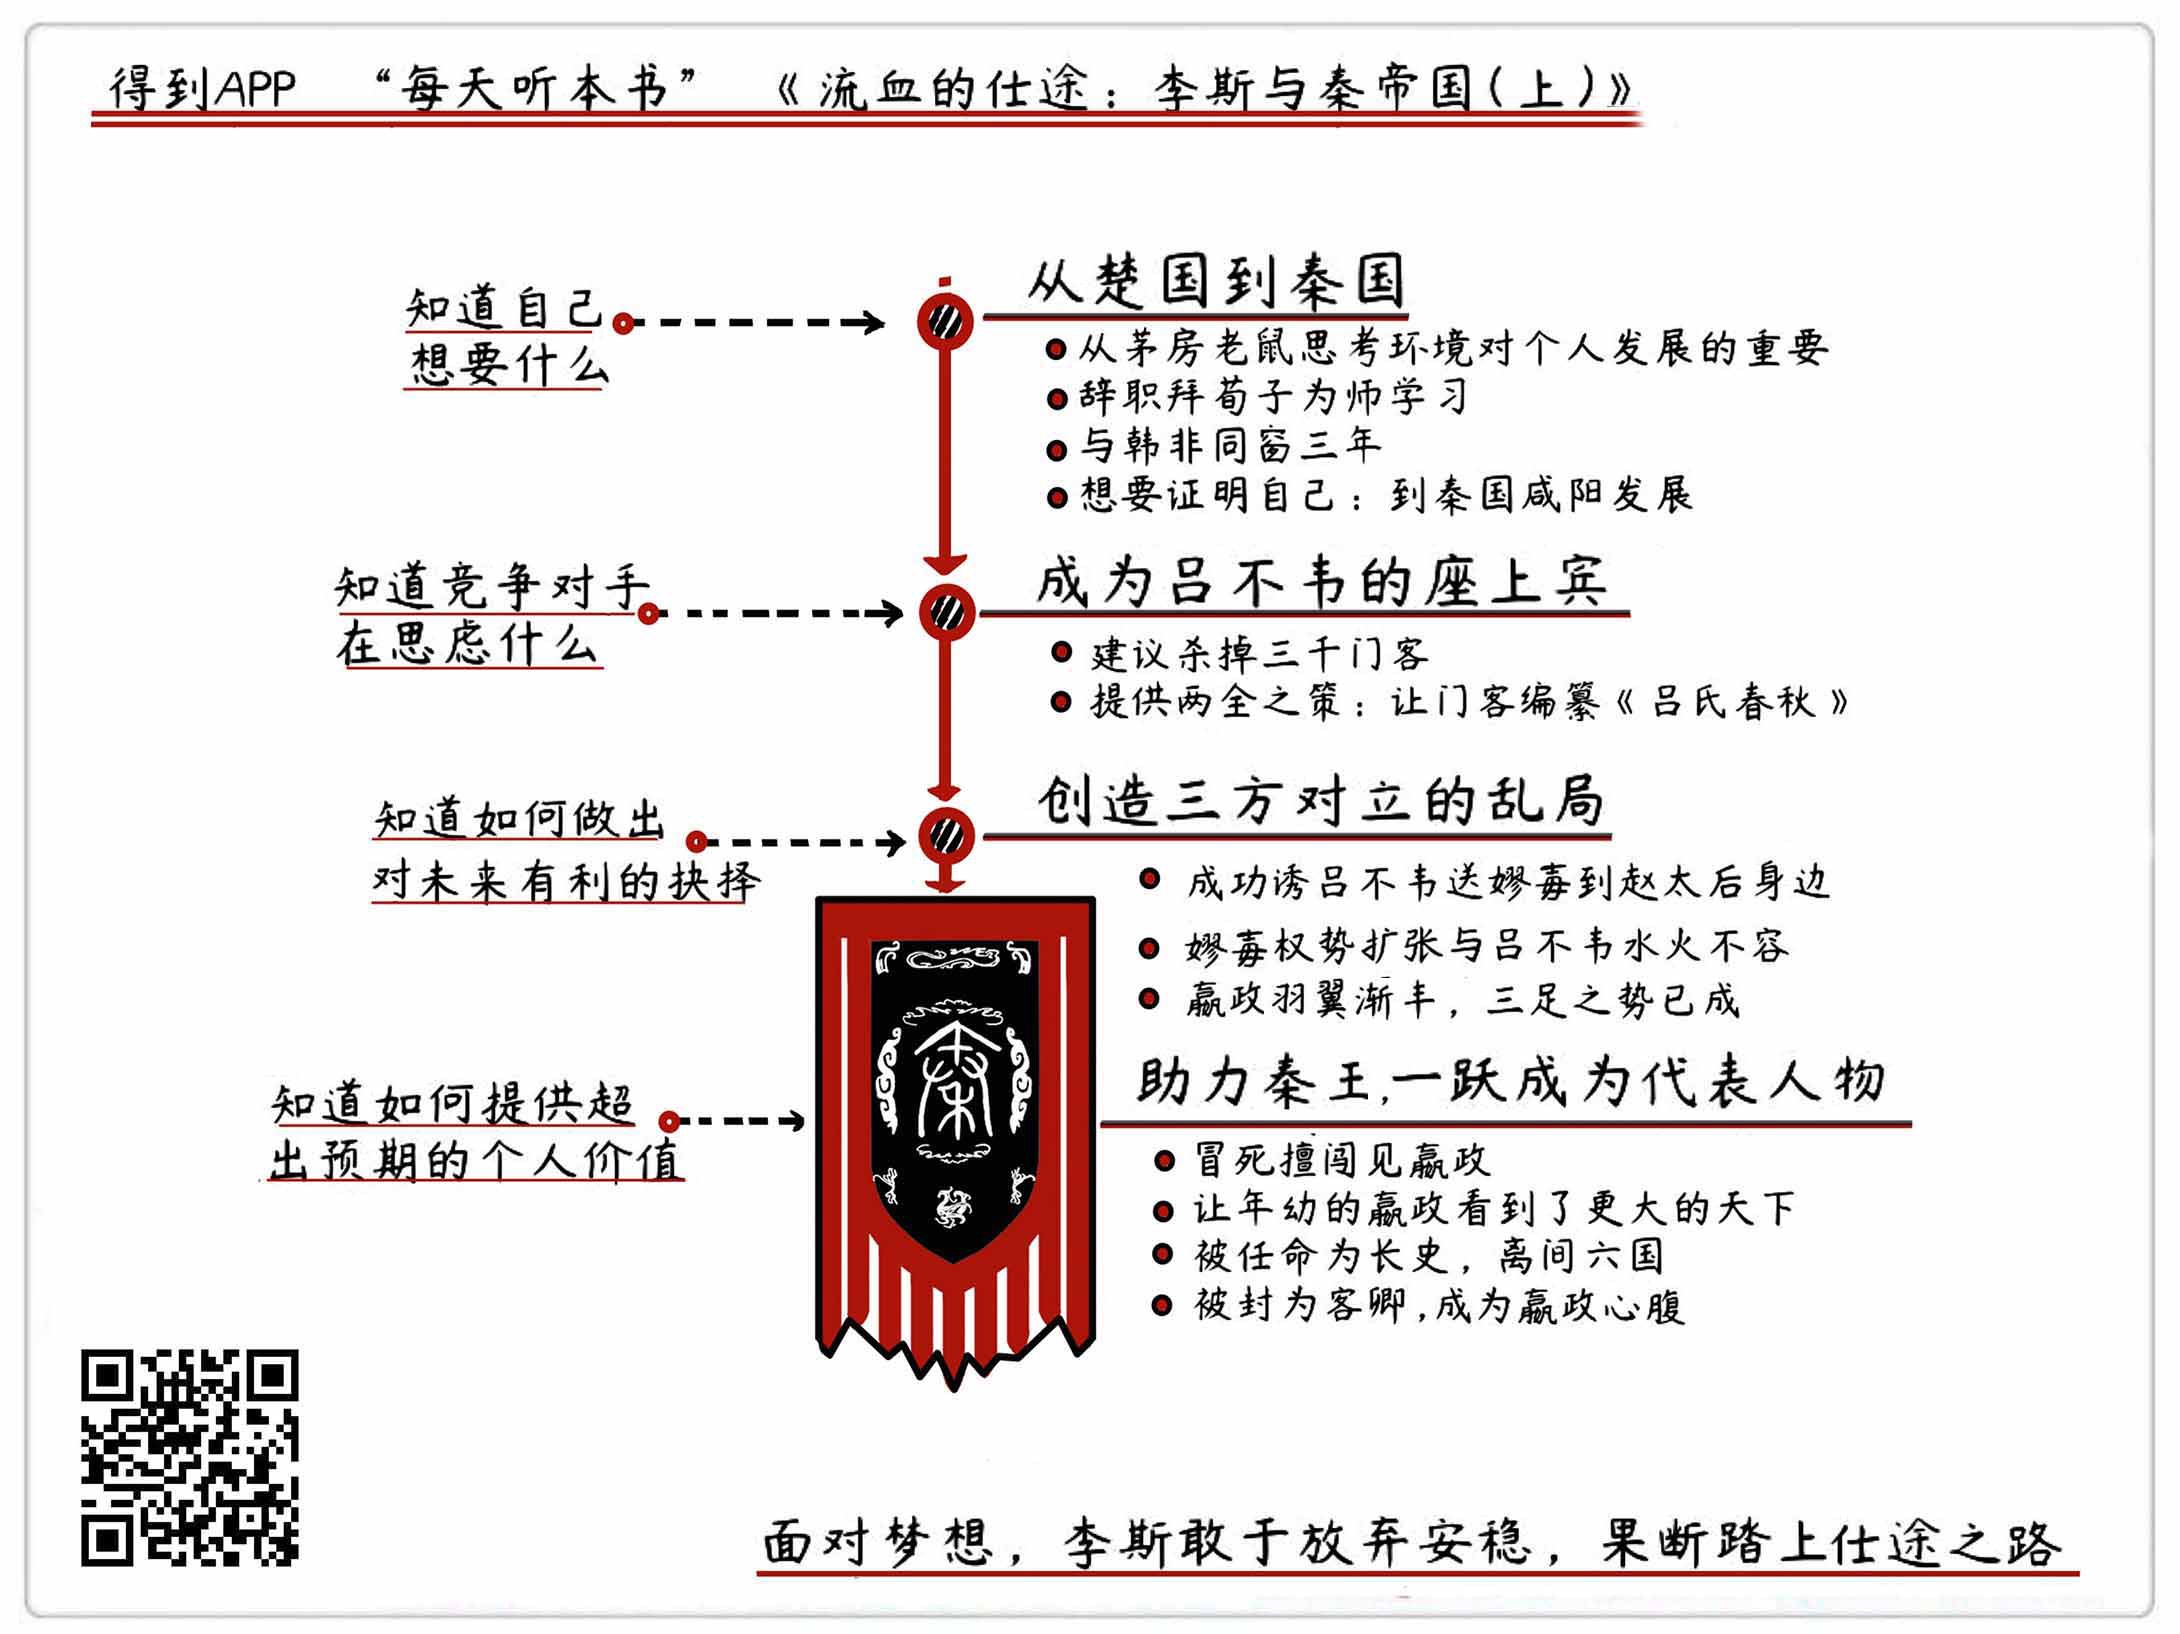 得到APP “每天听本书” 《流血的仕途：李斯与秦帝国(上)》
知道自己
想要什么
从楚国到秦国
从茅房老鼠思考环境对个人发展的重要
辞职拜荀子为师学习
与韩非同窗三年
想要证明自己：到秦国咸阳发展
知道竞争对手
在思虑什么
成为吕不韦的座上宾
建议杀掉三千门客
提供两全之策：让门客编纂《吕氏春秋》
知道如何做出
对未来有利的抉择
创造三方对立的乱局
成功诱吕不韦送嫪毐到赵太后身边
嫪毐权势扩张与吕不韦水火不容
嬴政羽翼渐丰，三足之势已成
知道如何提供超
出预期的个人价值
秦
助力秦王,一跃成为代表人物
冒死擅闯见嬴政
让年幼的嬴政看到了更大的天下
被任命为长史，离间六国
被封为客卿,成为嬴政心腹
面对梦想，李斯敢于放弃安稳，果断踏上仕途之路